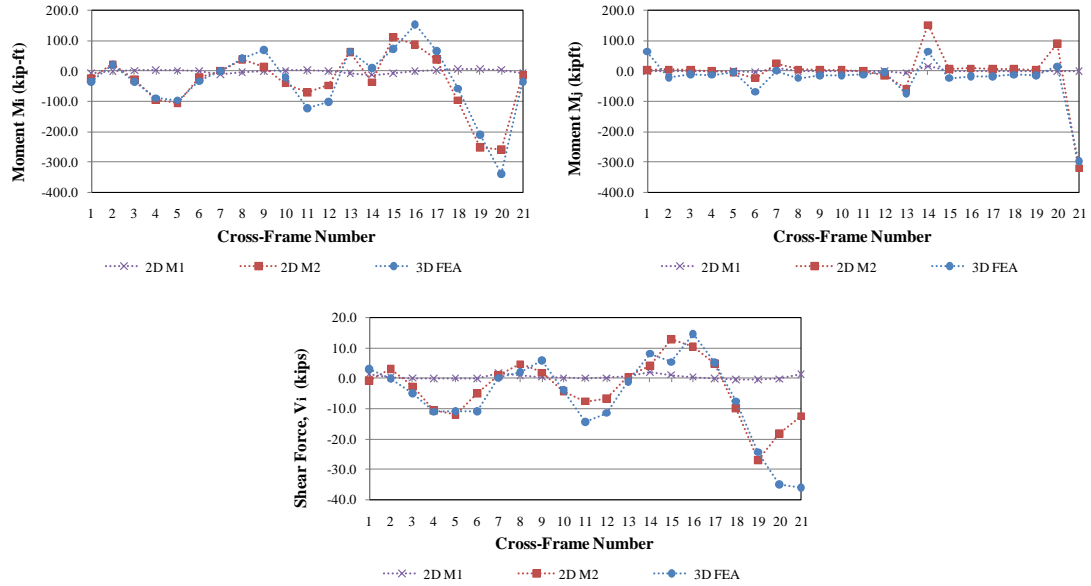 200.0
100.0
0.0
-100.0
-200.0
-300.0
-400.0
Moment Mi (kip-ft)
1 2 3 4 5 6 7 8 9 10 11 12 13 14 15 16 17 18 19 20 21
Cross-Frame Number
2D M1 2D M2 3D FEA
200.0
100.0
0.0
-100.0
-200.0
-300.0
-400.0
Moment Mj (kipft)
1 2 3 4 5 6 7 8 9 10 11 12 13 14 15 16 17 18 19 20 21
Cross-Frame Number
2D M1 2D M2 3D FEA
20.0
10.0
0.0
-10.0
-20.0
-30.0
-40.0
Shear Force, Vi (kips)
1 2 3 4 5 6 7 8 9 10 11 12 13 14 15 16 17 18 19 20 21
Cross-Frame Number
2D M1 2D M2 3D FEA